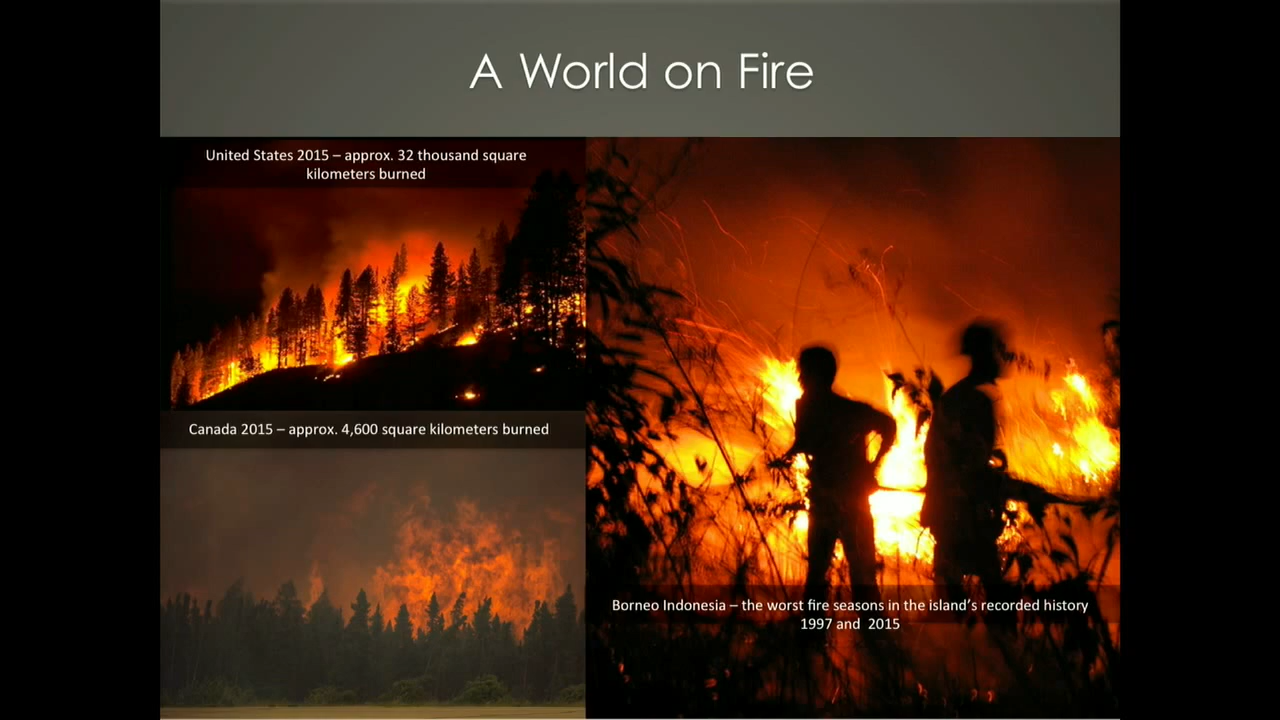 A World on Fire
United States 2015 – approx. 32 thousand square
kilometers burned
Canada 2015 – approx. 4,600 square kilometers burned
Borneo Indonesia – the worst fire seasons in the island's recorded history
1997 and  2015